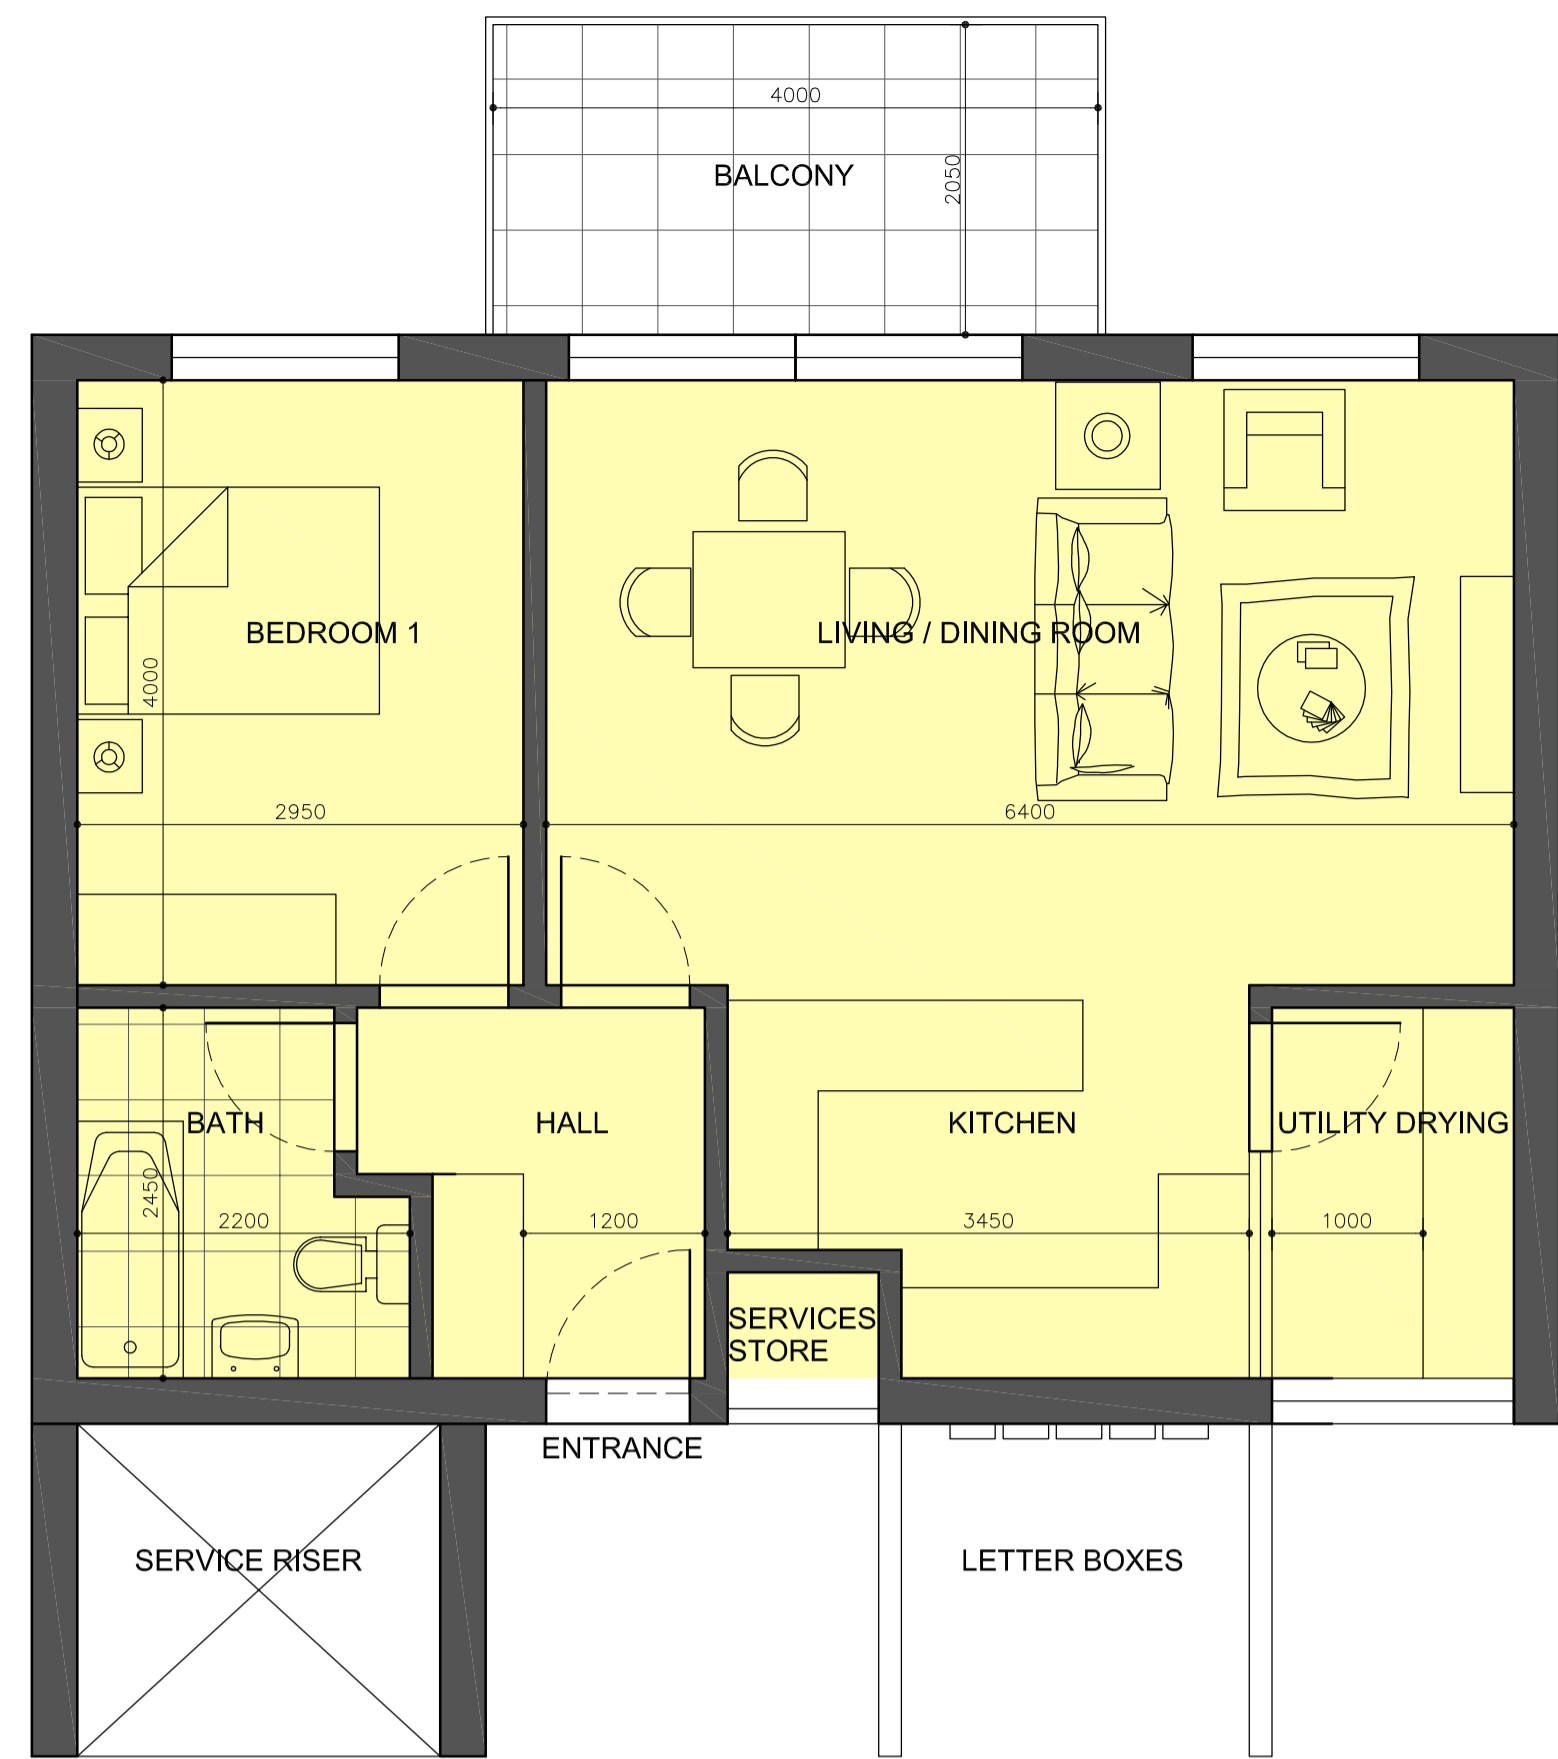 4000
BALCONY
2050
BEDROOM 1
LIVING / DINING ROOM
4000
2950
6400
BATH
HALL
KITCHEN
UTILITY DRYING
2450
2200
1200
3450
1000
SERVICES
STORE
ENTRANCE
SERVICE RISER
LETTER BOXES